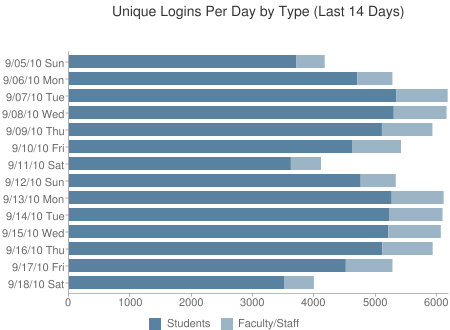 Unique Logins Per Day by Type (Last 14 Days)
9/05/10 Sun
9/06/10 Mon
9/07/10 Tue
9/08/10 Wed
9/09/10 Thu
9/10/10 Fri
9/11/10 Sat
9/12/10 Sun
9/13/10 Mon
9/14/10 Tue
9/15/10 Wed
9/16/10 Thu
9/17/10 Fri
9/18/10 Sat
0 1000 2000 3000 4000 5000 6000
Students Faculty/Staff